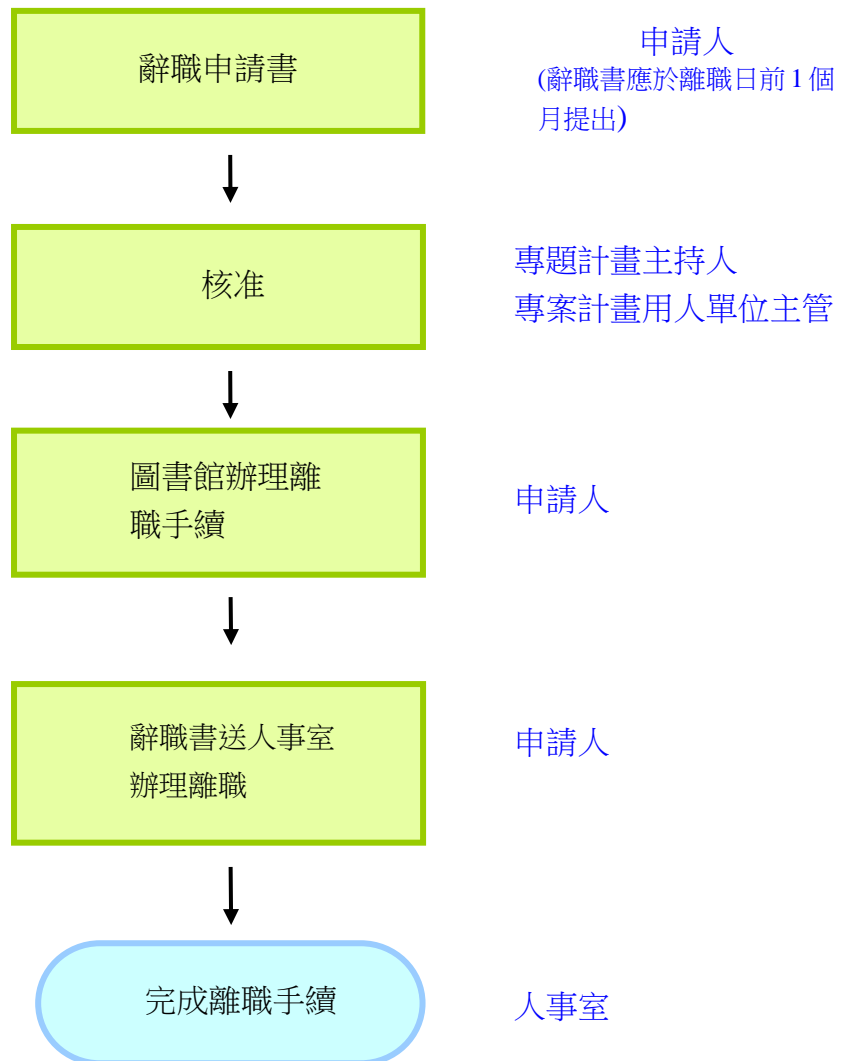 辭職申請書
申請人
(辭職書應於離職日前 1 個
月提出)
核准
專題計畫主持人
專案計畫用人單位主管
圖書館辦理離
職手續
申請人
辭職書送人事室
辦理離職
申請人
完成離職手續
人事室